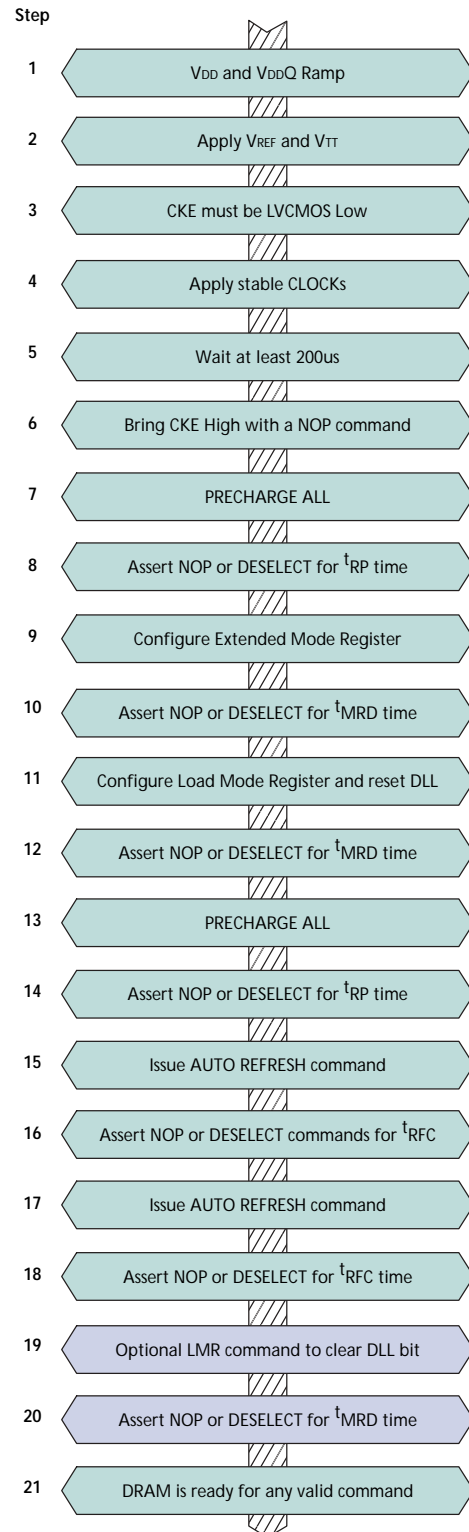 Step
1 VDD and VDDQ Ramp
2 Apply VREF and VTT
3 CKE must be LVCMOS Low
4 Apply stable CLOCKs
5 Wait at least 200us
6 Bring CKE High with a NOP command
7 PRECHARGE ALL
8 Assert NOP or DESELECT for tRP time
9 Configure Extended Mode Register
10 Assert NOP or DESELECT for tMRD time
11 Configure Load Mode Register and reset DLL
12 Assert NOP or DESELECT for tMRD time
13 PRECHARGE ALL
14 Assert NOP or DESELECT for tRP time
15 Issue AUTO REFRESH command
16 Assert NOP or DESELECT commands for tRFC
17 Issue AUTO REFRESH command
18 Assert NOP or DESELECT for tRFC time
19 Optional LMR command to clear DLL bit
20 Assert NOP or DESELECT for tMRD time
21 DRAM is ready for any valid command